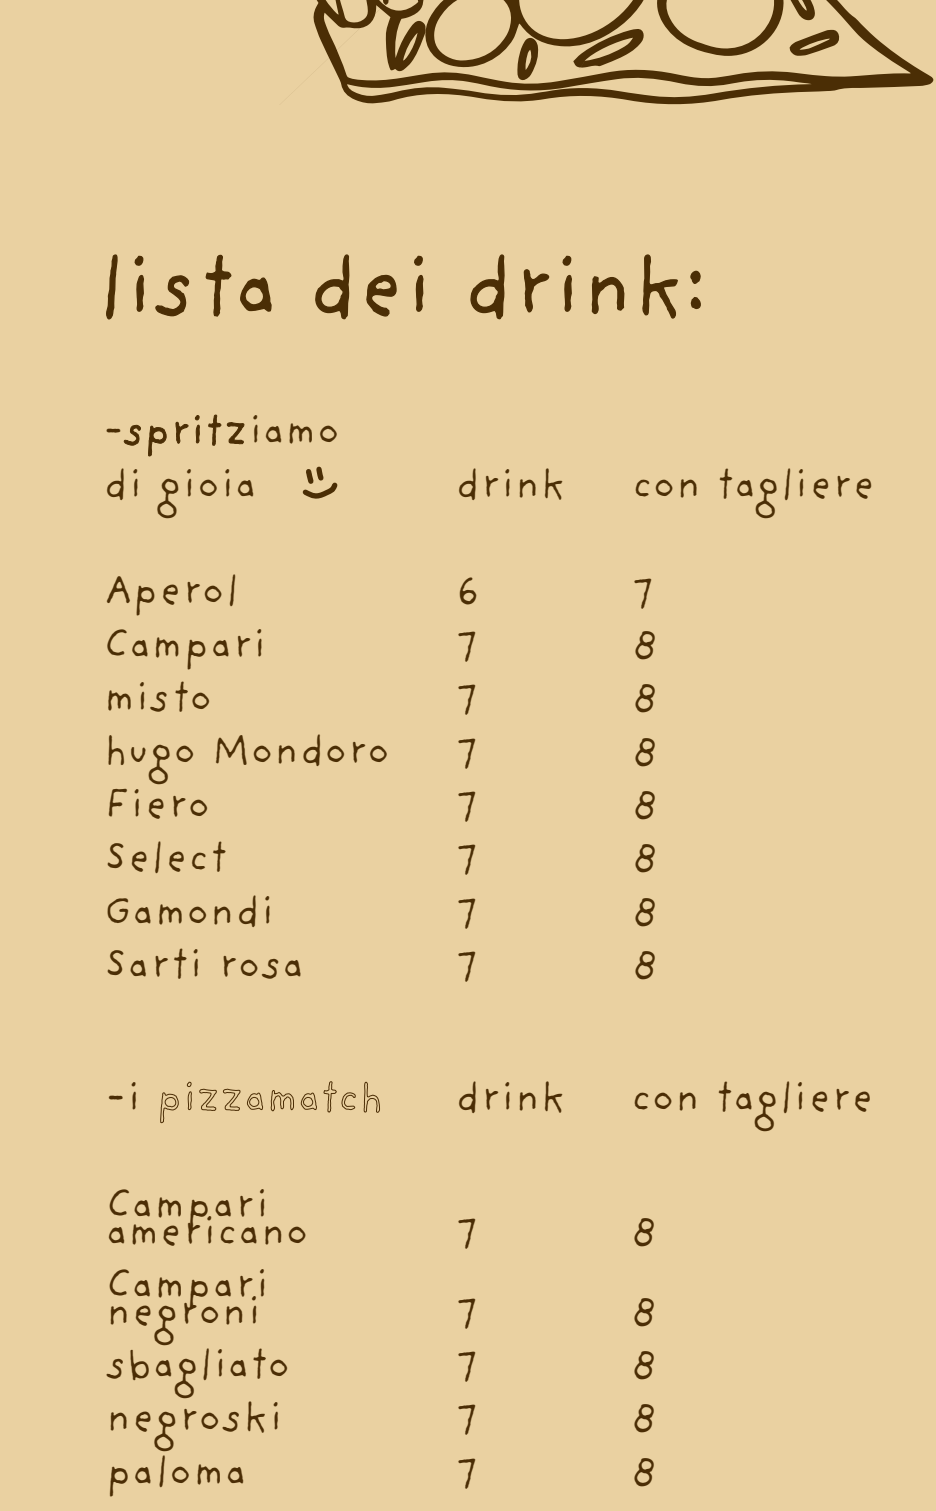 lista dei drink:
-spritziamo
di gioia drink con tagliere
Aperol 6 7
Campari 7 8
misto 7 8
hugo Mondoro 7 8
Fiero 7 8
Select 7 8
Gamondi 7 8
Sarti rosa 7 8
-i pizzamatch drink con tagliere
Campari
americano 7 8
Campari
negroni 7 8
sbagliato 7 8
negroski 7 8
paloma 7 8